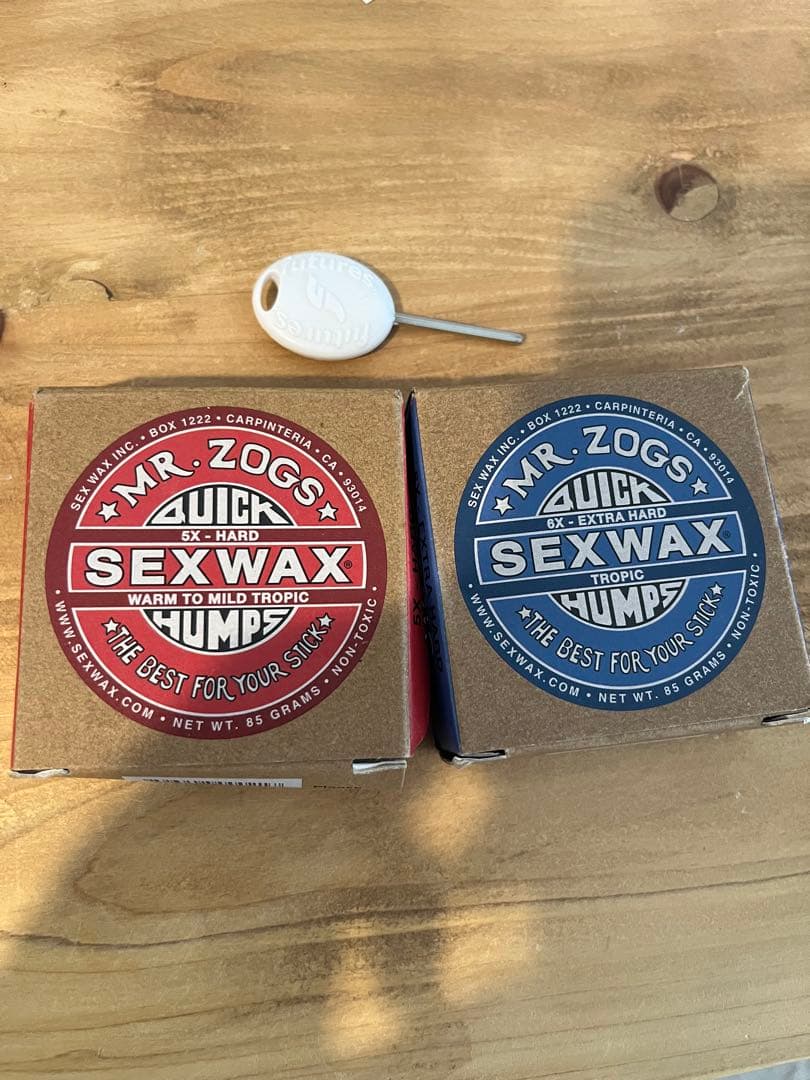 futures.
futures
SEX WAX INC. • BOX 1222 • CARPINTERIA • CA • 93014
MR. ZOGS
QUICK
5X - HARD
SEXWAX®
WARM TO MILD TROPIC
HUMPS
THE BEST FOR YOUR STICK
• WWW.SEXWAX.COM • NET WT. 85 GRAMS • NON-TOXIC •
SEX WAX INC. • BOX 1222 • CARPINTERIA • CA • 93014
MR. ZOGS
QUICK
6X - EXTRA HARD
SEXWAX®
TROPIC
HUMPS
THE BEST FOR YOUR STICK
• WWW.SEXWAX.COM • NET WT. 85 GRAMS • NON-TOXIC •